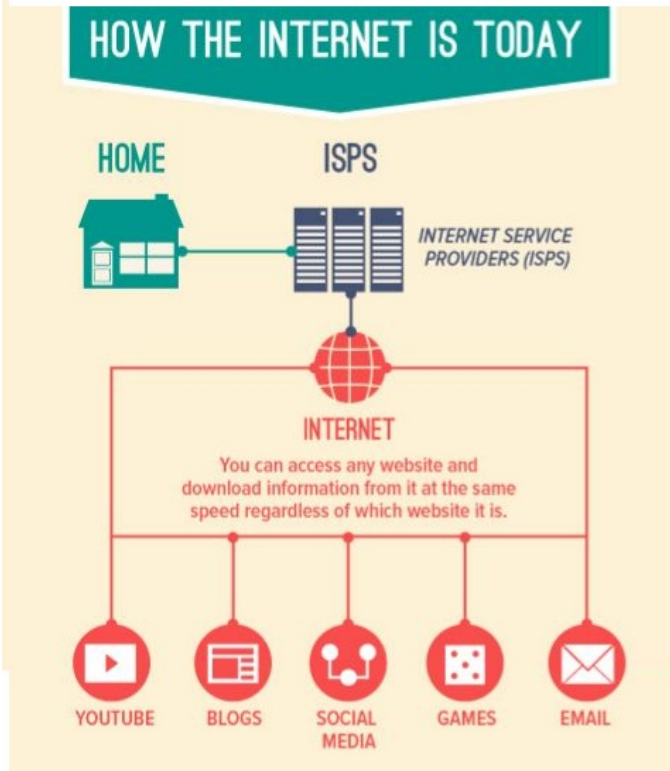 HOW THE INTERNET IS TODAY
HOME
ISPS
INTERNET SERVICE
PROVIDERS (ISPS)
INTERNET
You can access any website and
download information from it at the same
speed regardless of which website it is.
YOUTUBE
BLOGS
SOCIAL
MEDIA
GAMES
EMAIL